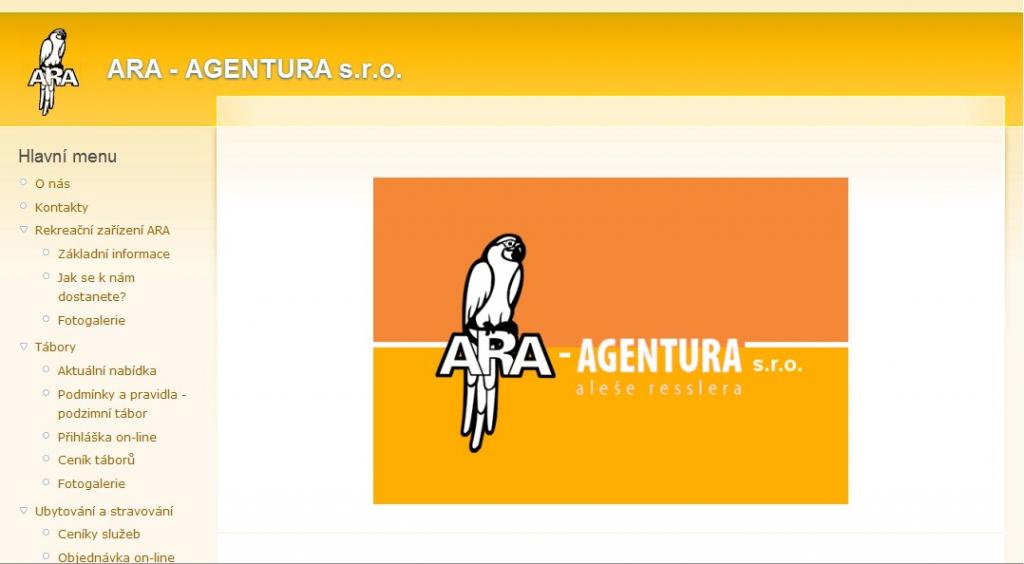 ARA
ARA - AGENTURA s.r.o.
Hlavní menu
O nás
Kontakty
Rekreační zařízení ARA
Základní informace
Jak se k nám
dostanete?
Fotogalerie
Tábory
Aktuální nabídka
Podmínky a pravidla -
podzimní tábor
Přihláška on-line
Ceník táborů
Fotogalerie
Ubytování a stravování
Ceníky služeb
Objednávka on-line
ARA - AGENTURA s.r.o.
aleše resslera